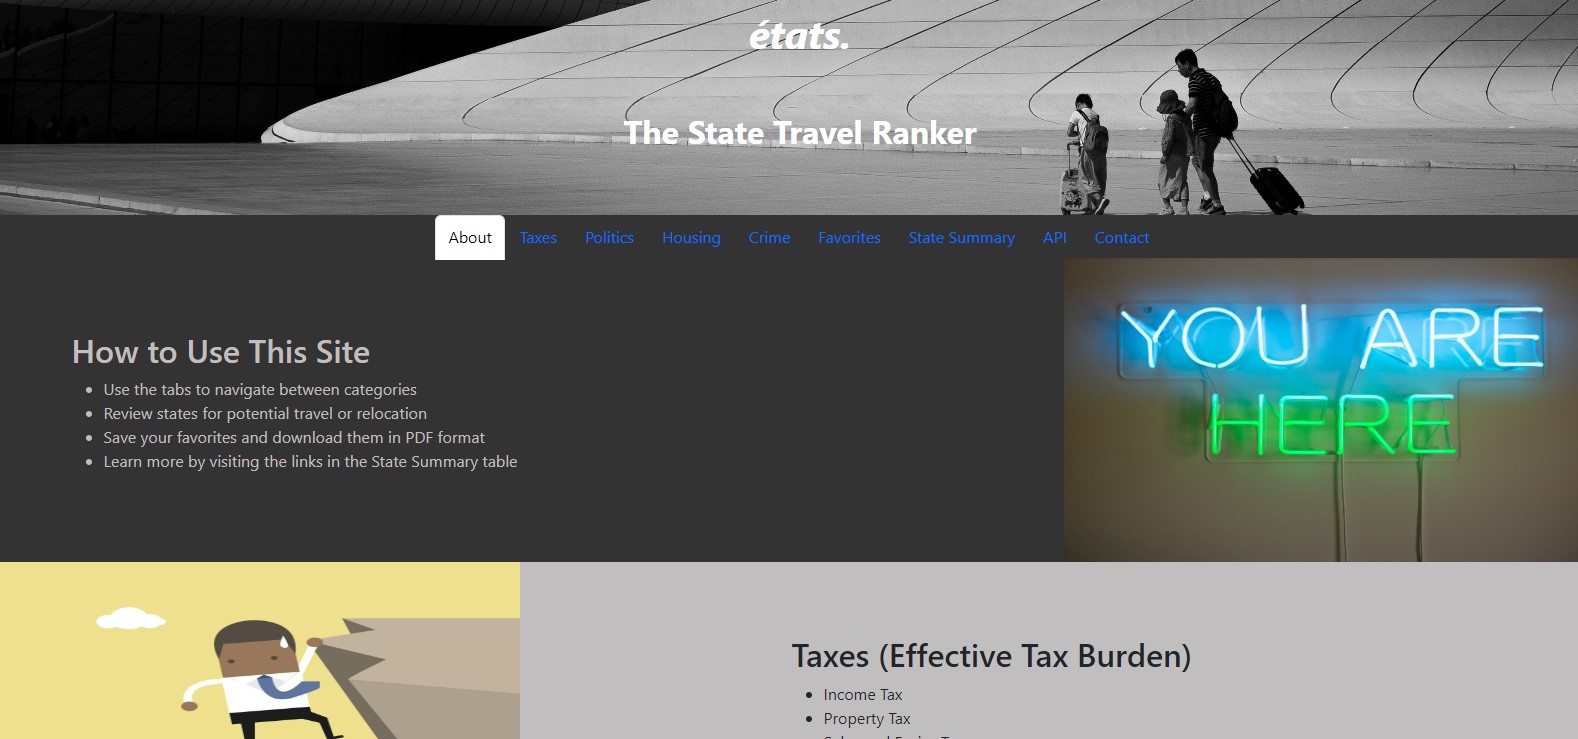 états.
The State Travel Ranker
About Taxes Politics Housing Crime Favorites State Summary API Contact
How to Use This Site
Use the tabs to navigate between categories
Review states for potential travel or relocation
Save your favorites and download them in PDF format
Learn more by visiting the links in the State Summary table
YOU ARE
HERE
Taxes (Effective Tax Burden)
Income Tax
Property Tax